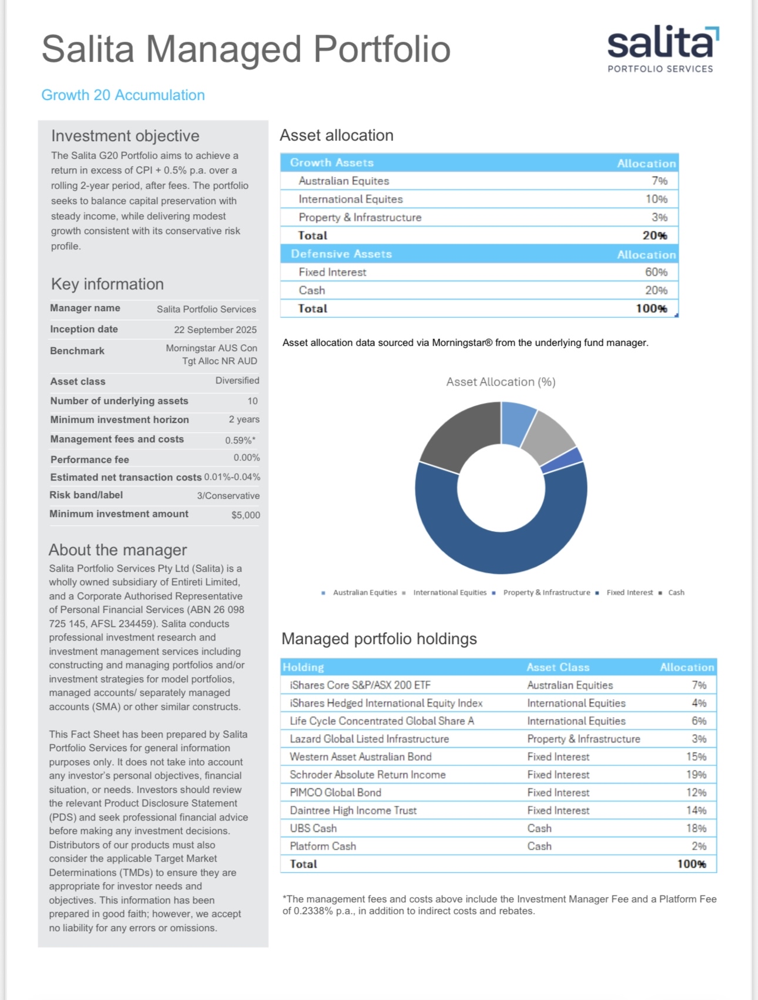 Salita Managed Portfolio
salita
PORTFOLIO SERVICES
Growth 20 Accumulation
Investment objective
The Salita G20 Portfolio aims to achieve a
return in excess of CPI + 0.5% p.a. over a
rolling 2-year period, after fees. The portfolio
seeks to balance capital preservation with
steady income, while delivering modest
growth consistent with its conservative risk
profile.
Key information
Manager name Salita Portfolio Services
Inception date 22 September 2025
Benchmark Morningstar AUS Con
Tgt Alloc NR AUD
Asset class Diversified
Number of underlying assets 10
Minimum investment horizon 2 years
Management fees and costs 0.59%*
Performance fee 0.00%
Estimated net transaction costs 0.01%-0.04%
Risk band/label 3/Conservative
Minimum investment amount $5,000
About the manager
Salita Portfolio Services Pty Ltd (Salita) is a
wholly owned subsidiary of Entireti Limited,
and a Corporate Authorised Representative
of Personal Financial Services (ABN 26 098
725 145, AFSL 234459). Salita conducts
professional investment research and
investment management services including
constructing and managing portfolios and/or
investment strategies for model portfolios,
managed accounts/ separately managed
accounts (SMA) or other similar constructs.
This Fact Sheet has been prepared by Salita
Portfolio Services for general information
purposes only. It does not take into account
any investor's personal objectives, financial
situation, or needs. Investors should review
the relevant Product Disclosure Statement
(PDS) and seek professional financial advice
before making any investment decisions.
Distributors of our products must also
consider the applicable Target Market
Determinations (TMDs) to ensure they are
appropriate for investor needs and
objectives. This information has been
prepared in good faith; however, we accept
no liability for any errors or omissions.
Asset allocation
Growth Assets Allocation
Australian Equites 7%
International Equites 10%
Property & Infrastructure 3%
Total 20%
Defensive Assets Allocation
Fixed Interest 60%
Cash 20%
Total 100%
Asset allocation data sourced via Morningstar® from the underlying fund manager.
Asset Allocation (%)
Australian Equities International Equities Property & Infrastructure Fixed Interest Cash
Managed portfolio holdings
Holding Asset Class Allocation
iShares Core S&P/ASX 200 ETF Australian Equities 7%
iShares Hedged International Equity Index International Equities 4%
Life Cycle Concentrated Global Share A International Equities 6%
Lazard Global Listed Infrastructure Property & Infrastructure 3%
Western Asset Australian Bond Fixed Interest 15%
Schroder Absolute Return Income Fixed Interest 19%
PIMCO Global Bond Fixed Interest 12%
Daintree High Income Trust Fixed Interest 14%
UBS Cash Cash 18%
Platform Cash Cash 2%
Total 100%
*The management fees and costs above include the Investment Manager Fee and a Platform Fee
of 0.2338% p.a., in addition to indirect costs and rebates.